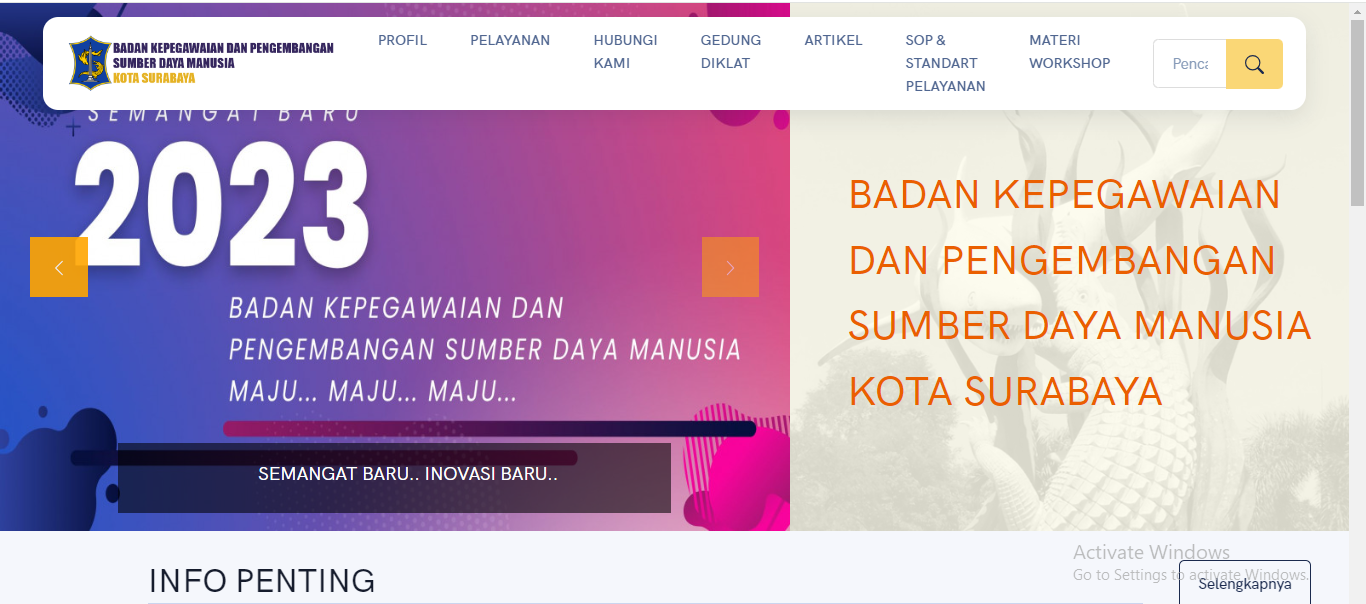 BADAN KEPEGAWAIAN DAN PENGEMBANGAN
SUMBER DAYA MANUSIA
KOTA SURABAYA
PROFIL
PELAYANAN
HUBUNGI
KAMI
GEDUNG
DIKLAT
ARTIKEL
SOP &
STANDART
PELAYANAN
MATERI
WORKSHOP
Penca
SEMANGAT BARU
2023
BADAN KEPEGAWAIAN DAN
PENGEMBANGAN SUMBER DAYA MANUSIA
MAJU... MAJU... MAJU...
SEMANGAT BARU.. INOVASI BARU..
BADAN KEPEGAWAIAN
DAN PENGEMBANGAN
SUMBER DAYA MANUSIA
KOTA SURABAYA
INFO PENTING
Activate Windows
Go to Settings to activate Windows.
Selengkapnya